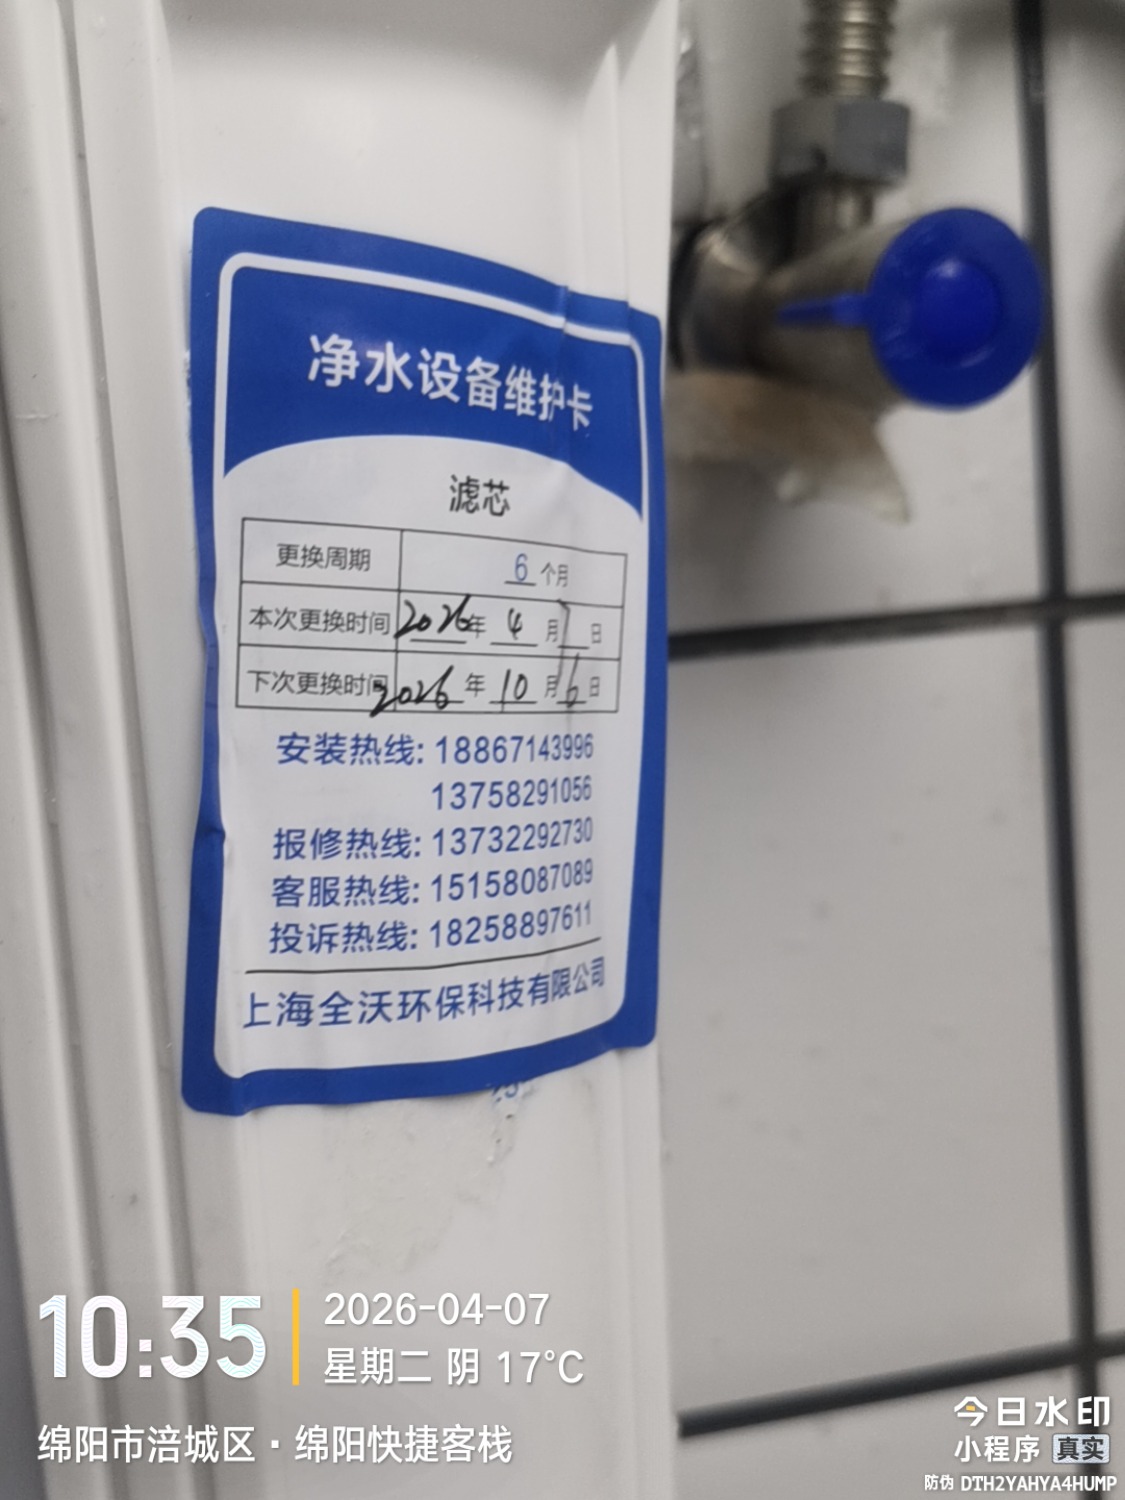 净水设备维护卡
滤芯
更换周期 6 个月
本次更换时间 2026年 4 月 7 日
下次更换时间 2026 年 10 月 6 日
安装热线: 18867143996
13758291056
报修热线: 13732292730
客服热线: 15158087089
投诉热线: 18258897611
上海全沃环保科技有限公司
10:35
2026-04-07
星期二 阴 17°C
绵阳市涪城区·绵阳快捷客栈
今日水印
小程序 真实
防伪 DTH2YAHYA4HUMP